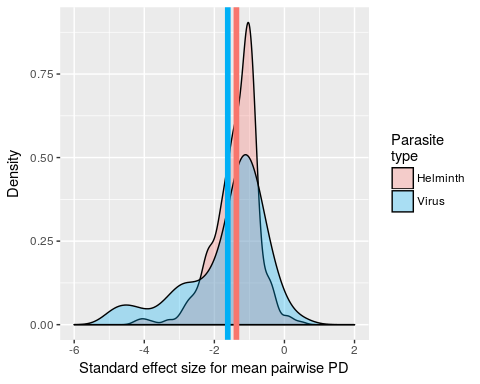 Density
0.75
0.50
0.25
0.00
-6 -4 -2 0 2
Standard effect size for mean pairwise PD
Parasite
type
Helminth
Virus